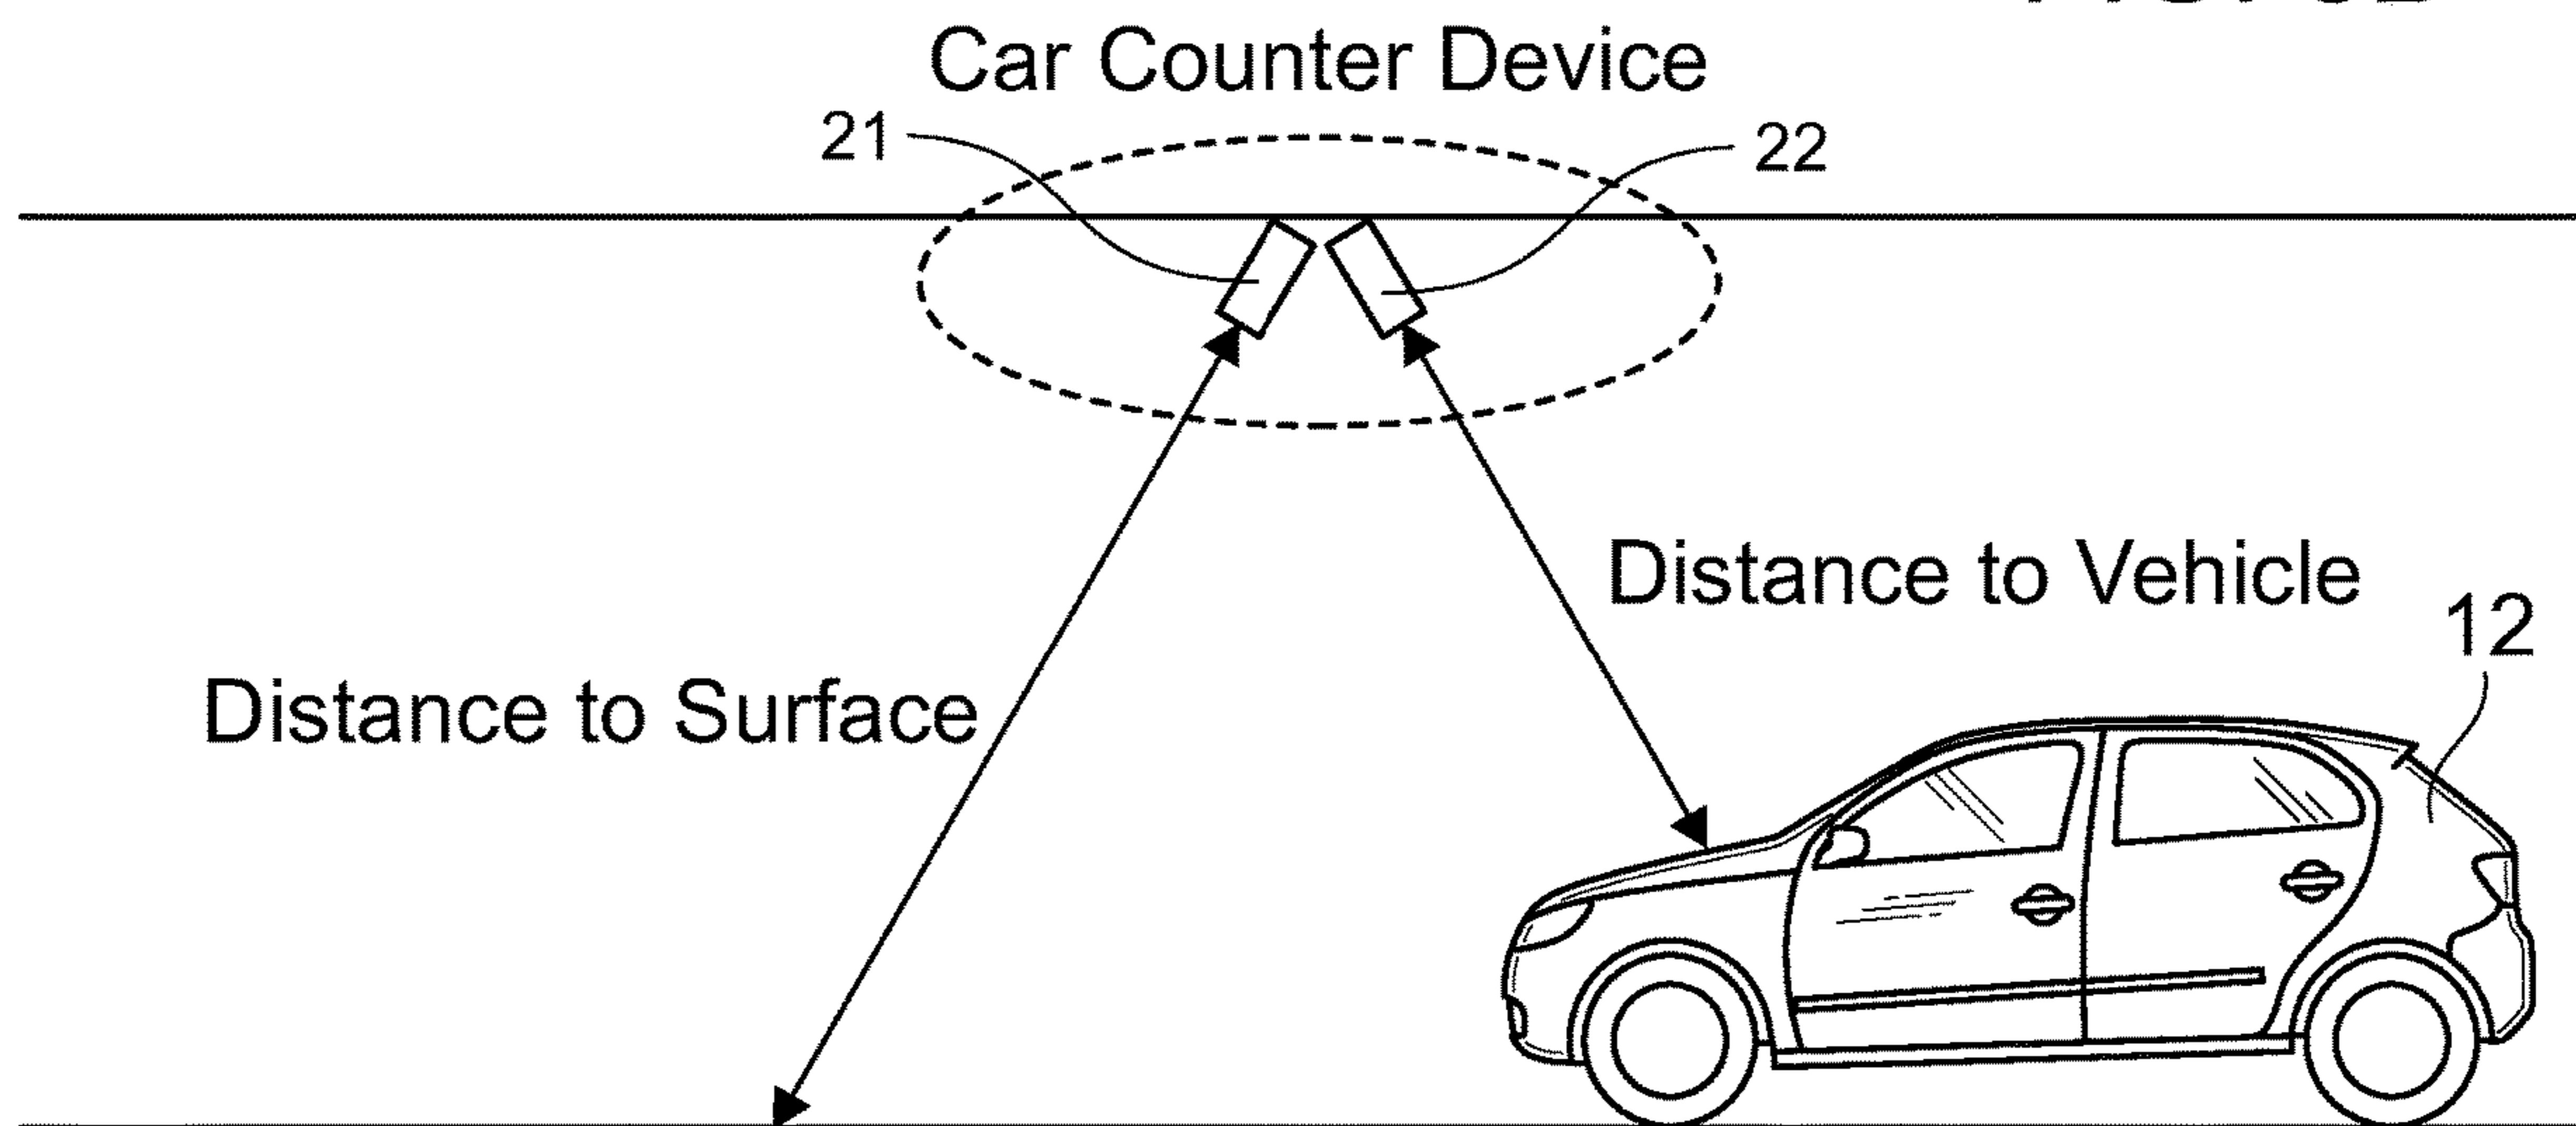 Car Counter Device
21
22
Distance to Vehicle
12
Distance to Surface